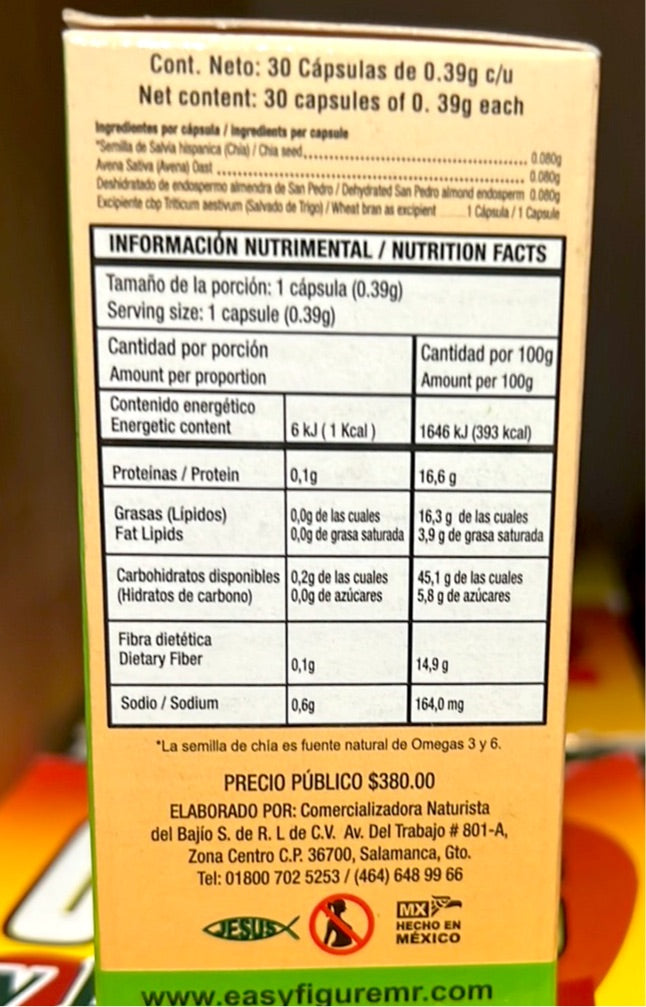 Cont. Neto: 30 Cápsulas de 0.39g c/u
Net content: 30 capsules of 0. 39g each
Ingredientes por cápsula / Ingredients per capsule
*Semilla de Salvia hispanica (Chia) / Chia seed.............. 0.080g
Avena Sativa (Avena) Oast .............. 0.080g
Deshidratado de endospermo almendra de San Pedro / Dehydrated San Pedro almond endosperm 0.080g
Excipiente cbp Triticum aestivum (Salvado de Trigo) / Wheat bran as excipient 1 Cápsula / 1 Capsule
INFORMACIÓN NUTRIMENTAL / NUTRITION FACTS
Tamaño de la porción: 1 cápsula (0.39g)
Serving size: 1 capsule (0.39g)
Cantidad por porción Cantidad por 100g
Amount per proportion Amount per 100g
Contenido energético
Energetic content 6 kJ ( 1 Kcal ) 1646 kJ (393 kcal)
Proteínas / Protein 0,1g 16,6 g
Grasas (Lípidos) 0,0g de las cuales 16,3 g de las cuales
Fat Lipids 0,0g de grasa saturada 3,9 g de grasa saturada
Carbohidratos disponibles 0,2g de las cuales 45,1 g de las cuales
(Hidratos de carbono) 0,0g de azúcares 5,8 g de azúcares
Fibra dietética
Dietary Fiber 0,1g 14,9 g
Sodio / Sodium 0,6g 164,0 mg
*La semilla de chía es fuente natural de Omegas 3 y 6.
PRECIO PÚBLICO $380.00
ELABORADO POR: Comercializadora Naturista
del Bajío S. de R. L de C.V. Av. Del Trabajo # 801-A,
Zona Centro C.P. 36700, Salamanca, Gto.
Tel: 01800 702 5253 / (464) 648 99 66
JESUS
MX
HECHO EN
MÉXICO
www.easyfiguremr.com